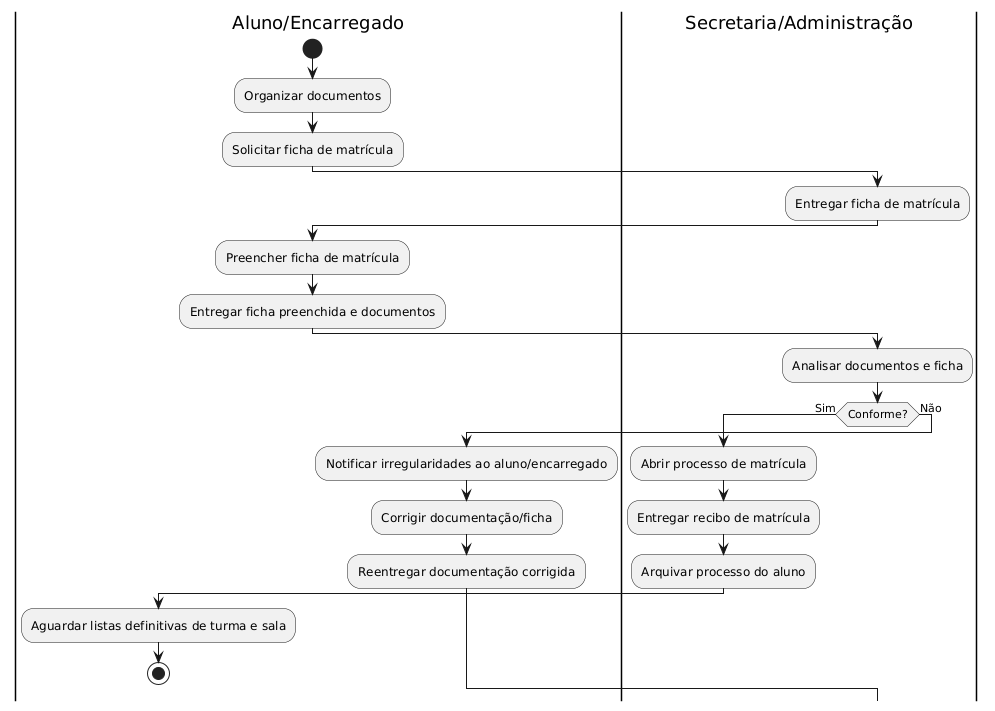 Aluno/Encarregado
Secretaria/Administração
Organizar documentos
Solicitar ficha de matrícula
Entregar ficha de matrícula
Preencher ficha de matrícula
Entregar ficha preenchida e documentos
Analisar documentos e ficha
Sim
Conforme?
Não
Notificar irregularidades ao aluno/encarregado
Abrir processo de matrícula
Corrigir documentação/ficha
Entregar recibo de matrícula
Reentregar documentação corrigida
Arquivar processo do aluno
Aguardar listas definitivas de turma e sala